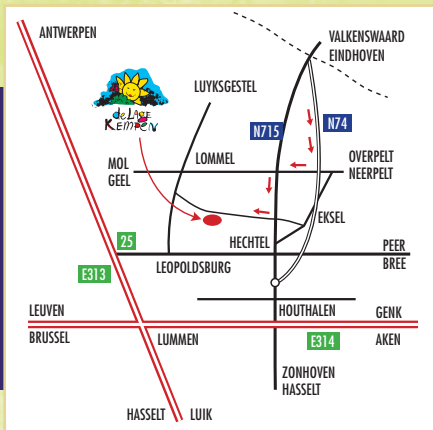 ANTWERPEN
VALKENSWAARD
EINDHOVEN
LUYKSGESTEL
de Lage
Kempen
N715
N74
MOL
GEEL
LOMMEL
OVERPELT
NEERPELT
EKSEL
25
HECHTEL
PEER
BREE
E313
LEOPOLDSBURG
LEUVEN
BRUSSEL
HOUTHALEN
GENK
AKEN
LUMMEN
E314
ZONHOVEN
HASSELT
HASSELT
LUIK